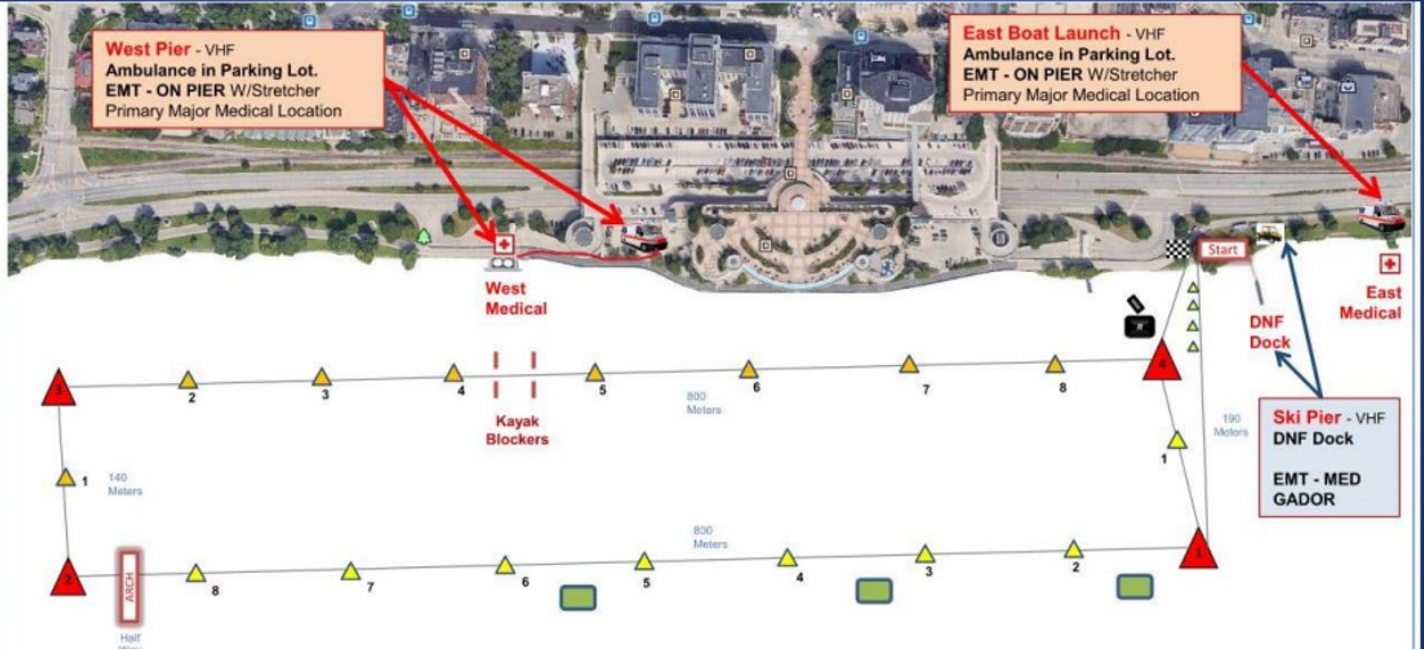 West Pier - VHF
Ambulance in Parking Lot.
EMT - ON PIER W/Stretcher
Primary Major Medical Location
East Boat Launch - VHF
Ambulance in Parking Lot.
EMT - ON PIER W/Stretcher
Primary Major Medical Location
West
Medical
Start
East
Medical
DNF
Dock
3
2
3
4
5
6
7
8
4
800
Meters
Kayak
Blockers
190
Meters
Ski Pier - VHF
DNF Dock
EMT - MED
GADOR
1
1
140
Meters
800
Meters
2
ARCH
8
7
6
5
4
3
2
1
Half
Way